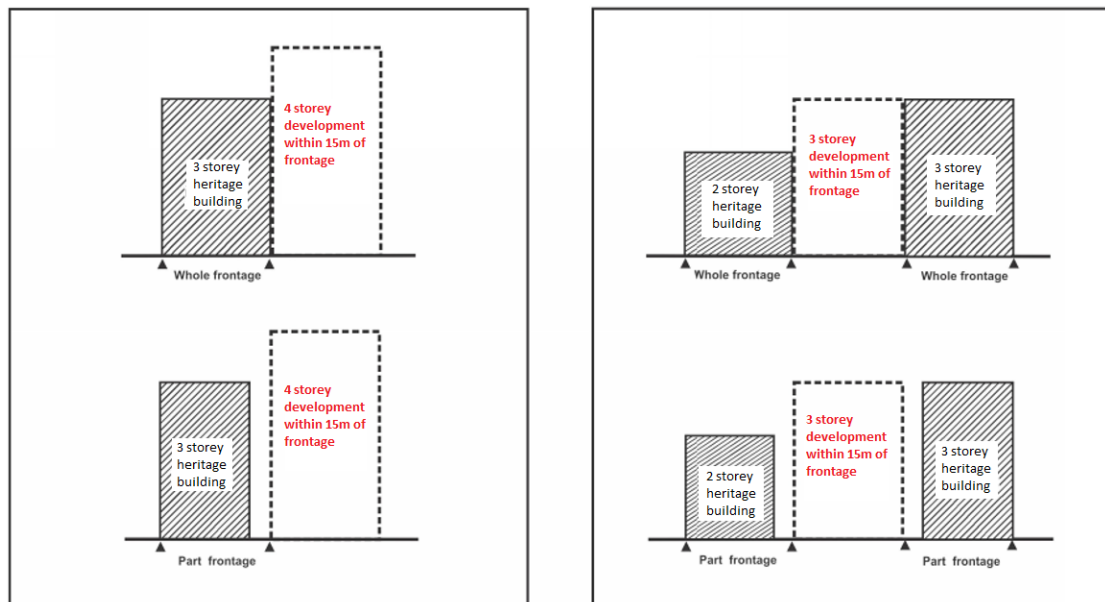 4 storey
development
within 15m of
frontage
3 storey
heritage
building
Whole frontage
4 storey
development
within 15m of
frontage
3 storey
heritage
building
Part frontage
3 storey
development
within 15m of
frontage
2 storey
heritage
building
3 storey
heritage
building
Whole frontage
Whole frontage
3 storey
development
within 15m of
frontage
2 storey
heritage
building
3 storey
heritage
building
Part frontage
Part frontage